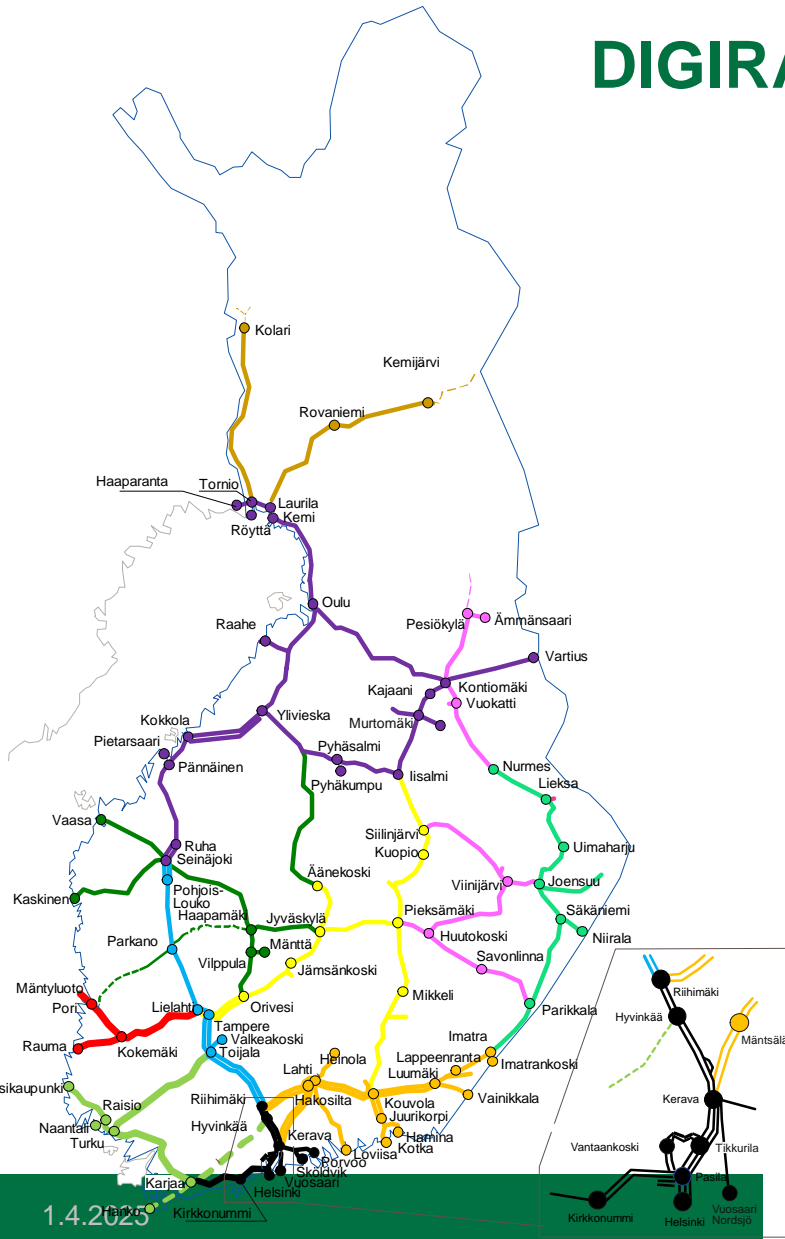 DIGIRA
Kolari
Kemijärvi
Rovaniemi
Haaparanta
Tornio
Laurila
Kemi
Röyttä
Oulu
Raahe
Pesiökylä
Ämmänsaari
Vartius
Kontiomäki
Kajaani
Vuokatti
Ylivieska
Kokkola
Murtomäki
Pietarsaari
Pännäinen
Pyhäsalmi
Pyhäkumpu
Iisalmi
Nurmes
Lieksa
Vaasa
Siilinjärvi
Ruha
Seinäjoki
Kuopio
Uimaharju
Äänekoski
Viinijärvi
Joensuu
Kaskinen
Pohjois-
Louko
Haapamäki
Jyväskylä
Pieksämäki
Säkäniemi
Huutokoski
Niirala
Parkano
Mänttä
Vilppula
Jämsänkoski
Savonlinna
Mäntyluoto
Pori
Mikkeli
Orivesi
Lielahti
Tampere
Parikkala
Valkeakoski
Rauma
Kokemäki
Toijala
Imatra
Imatrankoski
Heinola
Lahti
Lappeenranta
Luumäki
Hakosilta
Vainikkala
sikaupunki
Raisio
Riihimäki
Kouvola
Juurikorpi
Naantali
Turku
Hyvinkää
Kerava
Hamina
Kotka
Loviisa
Porvoo
Sköldvik
Vuosaari
Karjaa
Helsinki
Hanko
Kirkkonummi
Riihimäki
Hyvinkää
Mäntsälä
Kerava
Vantaankoski
Tikkurila
Pasila
Kirkkonummi
Helsinki
Vuosaari
Nordsjö
1.4.2025